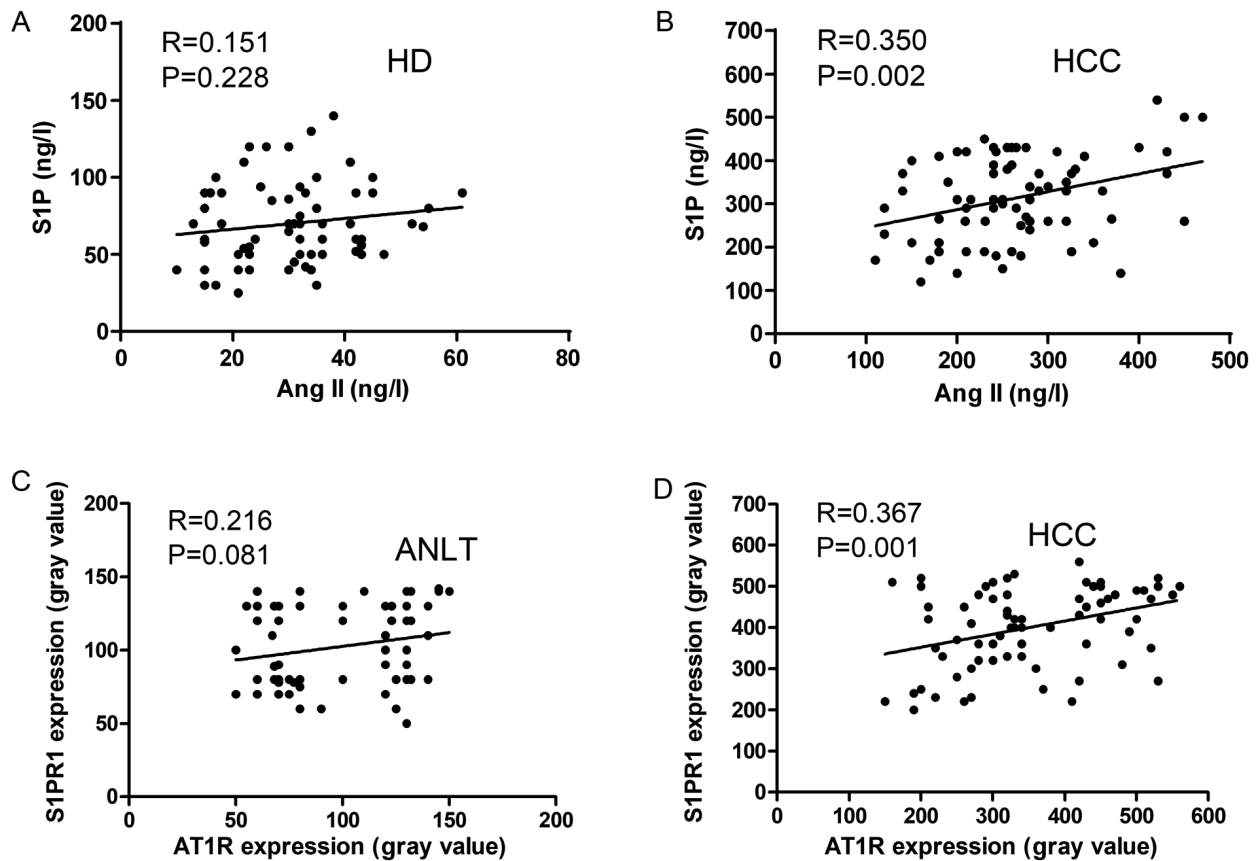 A
R=0.151
P=0.228
HD
S1P (ng/l)
200
150
100
50
0
0 20 40 60 80
Ang II (ng/l)
B
R=0.350
P=0.002
HCC
S1P (ng/l)
700
600
500
400
300
200
100
0
0 100 200 300 400 500
Ang II (ng/l)
C
R=0.216
P=0.081
ANLT
S1PR1 expression (gray value)
200
150
100
50
0
0 50 100 150 200
AT1R expression (gray value)
D
R=0.367
P=0.001
HCC
S1PR1 expression (gray value)
700
600
500
400
300
200
100
0
0 100 200 300 400 500 600
AT1R expression (gray value)